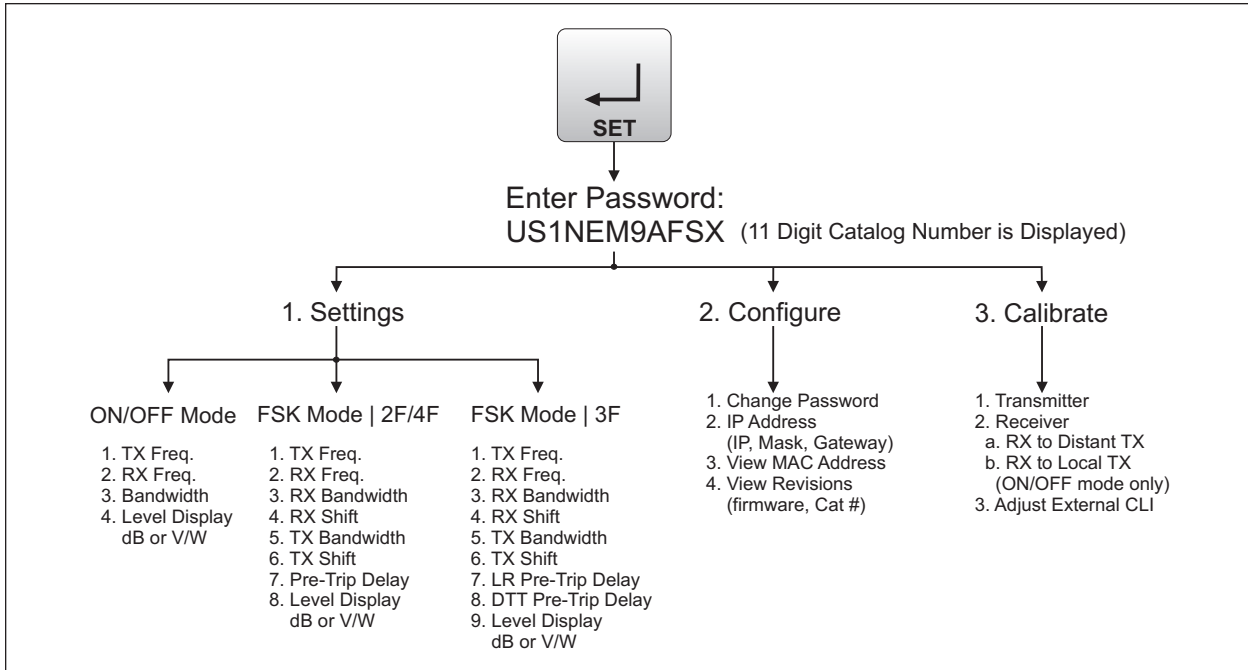 SET
Enter Password:
US1NEM9AFSX (11 Digit Catalog Number is Displayed)
1. Settings
ON/OFF Mode
1. TX Freq.
2. RX Freq.
3. Bandwidth
4. Level Display
dB or V/W
FSK Mode | 2F/4F
1. TX Freq.
2. RX Freq.
3. RX Bandwidth
4. RX Shift
5. TX Bandwidth
6. TX Shift
7. Pre-Trip Delay
8. Level Display
dB or V/W
FSK Mode | 3F
1. TX Freq.
2. RX Freq.
3. RX Bandwidth
4. RX Shift
5. TX Bandwidth
6. TX Shift
7. LR Pre-Trip Delay
8. DTT Pre-Trip Delay
9. Level Display
dB or V/W
2. Configure
1. Change Password
2. IP Address
(IP, Mask, Gateway)
3. View MAC Address
4. View Revisions
(firmware, Cat #)
3. Calibrate
1. Transmitter
2. Receiver
a. RX to Distant TX
b. RX to Local TX
(ON/OFF mode only)
3. Adjust External CLI